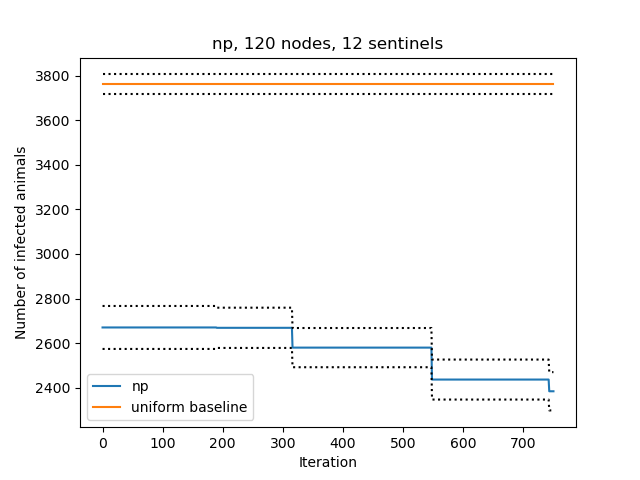 np, 120 nodes, 12 sentinels
3800
3600
3400
3200
3000
2800
2600
2400
Number of infected animals
np
uniform baseline
0 100 200 300 400 500 600 700
Iteration